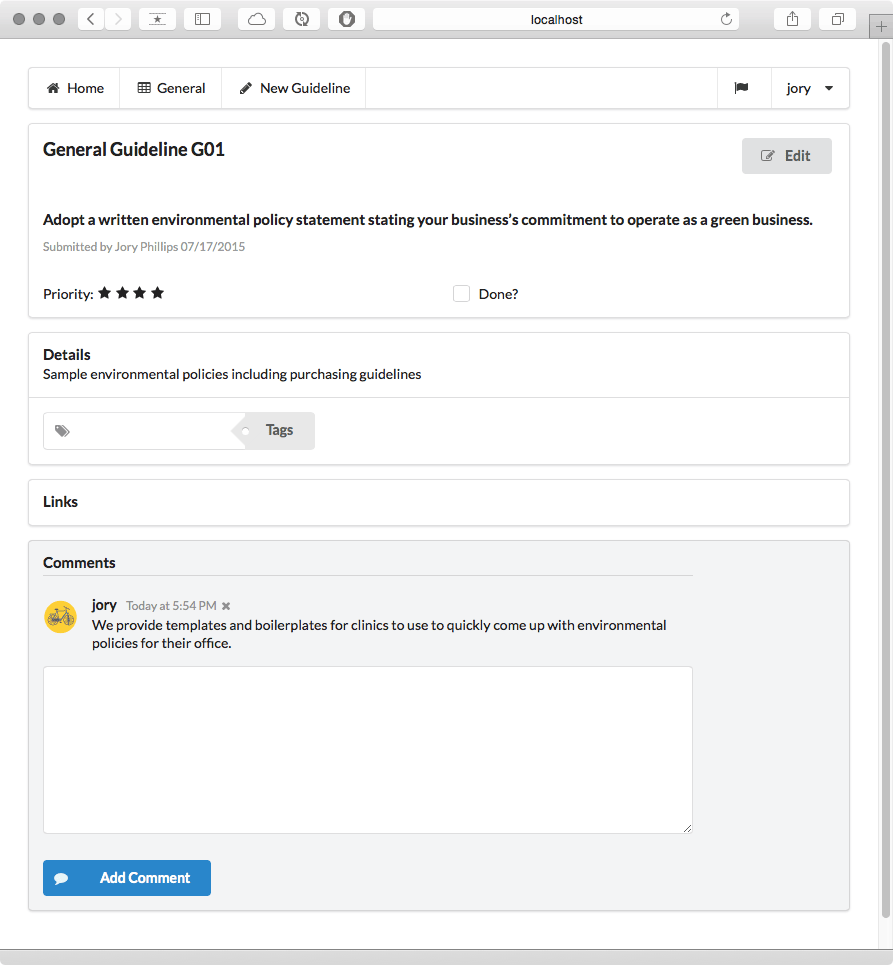 localhost
Home General New Guideline jory
General Guideline G01
Edit
Adopt a written environmental policy statement stating your business’s commitment to operate as a green business.
Submitted by Jory Phillips 07/17/2015
Priority: Done?
Details
Sample environmental policies including purchasing guidelines
Tags
Links
Comments
jory Today at 5:54 PM
We provide templates and boilerplates for clinics to use to quickly come up with environmental
policies for their office.
Add Comment